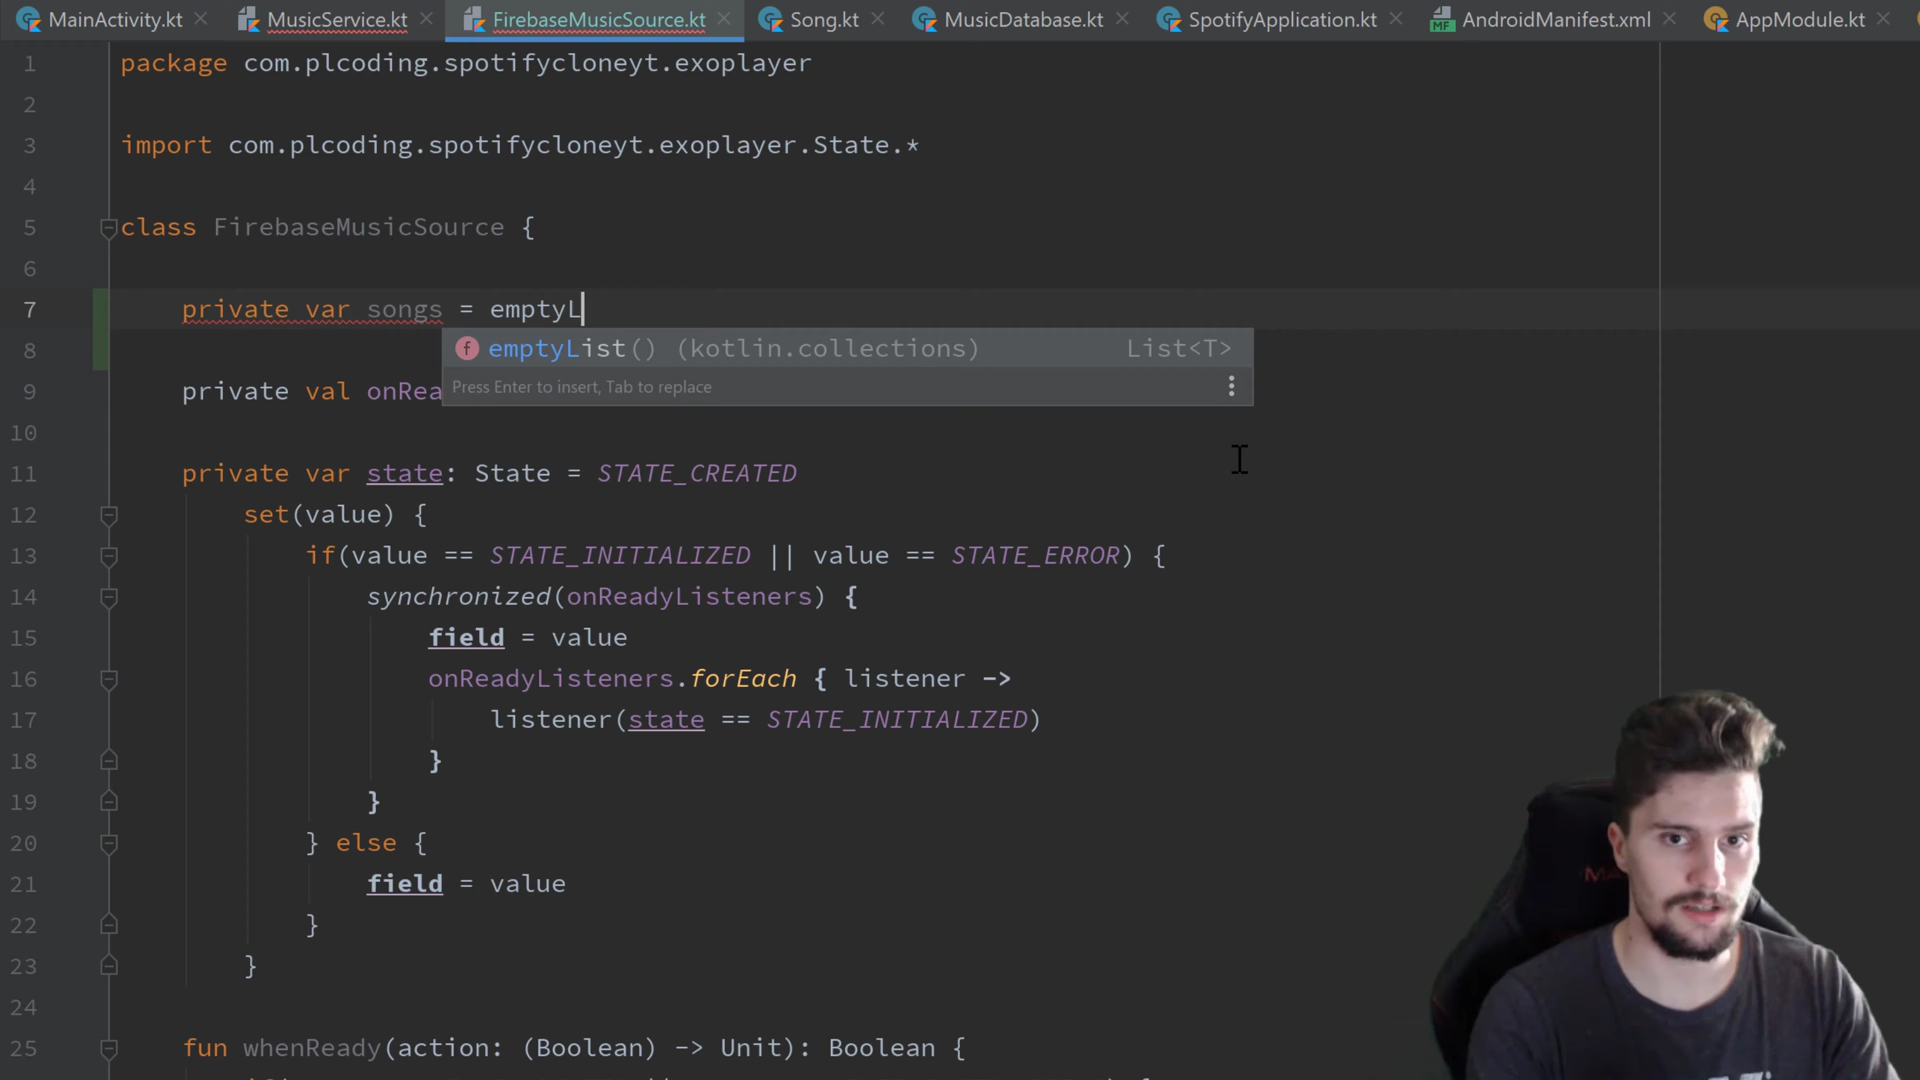 MainActivity.kt MusicService.kt FirebaseMusicSource.kt Song.kt MusicDatabase.kt SpotifyApplication.kt AndroidManifest.xml AppModule.kt
1 package com.plcoding.spotifycloneyt.exoplayer
2
3 import com.plcoding.spotifycloneyt.exoplayer.State.*
4
5 class FirebaseMusicSource {
6
7 private var songs = emptyL
emptyList() (kotlin.collections) List<T>
8
Press Enter to insert, Tab to replace
9 private val onRea
10
11 private var state: State = STATE_CREATED
12 set(value) {
13 if(value == STATE_INITIALIZED || value == STATE_ERROR) {
14 synchronized(onReadyListeners) {
15 field = value
16 onReadyListeners.forEach { listener ->
17 listener(state == STATE_INITIALIZED)
18 }
19 }
20 } else {
21 field = value
22 }
23 }
24
25 fun whenReady(action: (Boolean) -> Unit): Boolean {